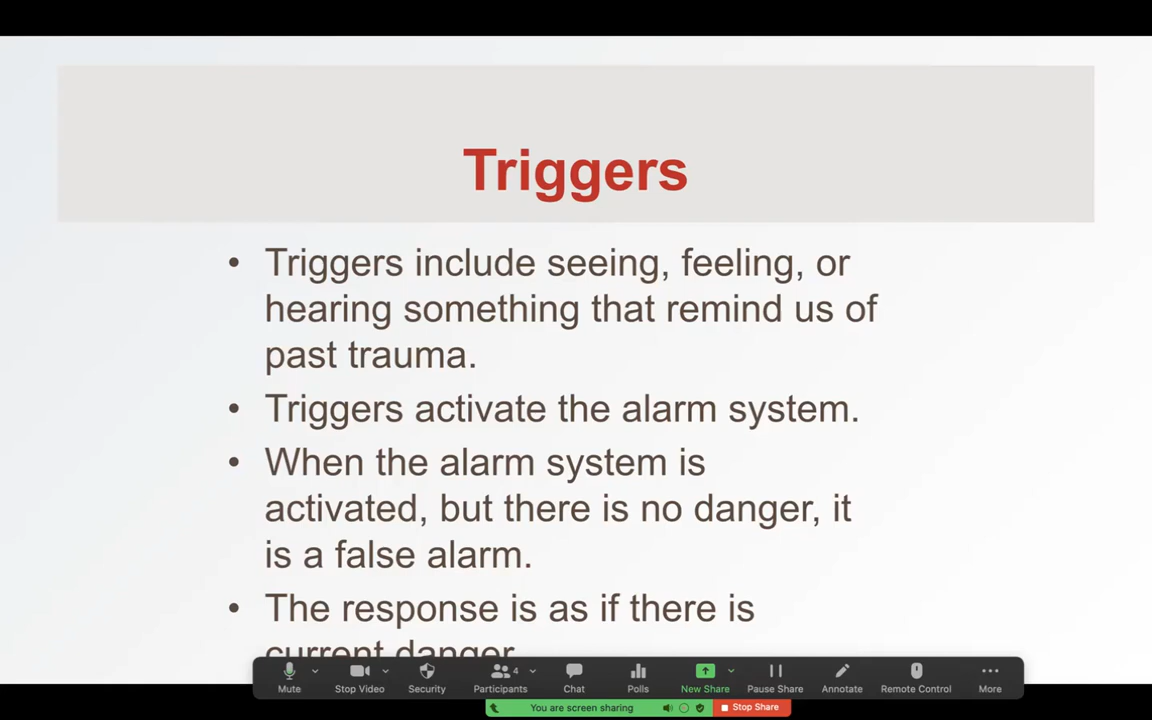 Triggers
• Triggers include seeing, feeling, or
hearing something that remind us of
past trauma.
• Triggers activate the alarm system.
• When the alarm system is
activated, but there is no danger, it
is a false alarm.
• The response is as if there is
current danger
Mute
Stop Video
Security
4
Participants
Chat
Polls
New Share
Pause Share
Annotate
Remote Control
More
You are screen sharing
Stop Share